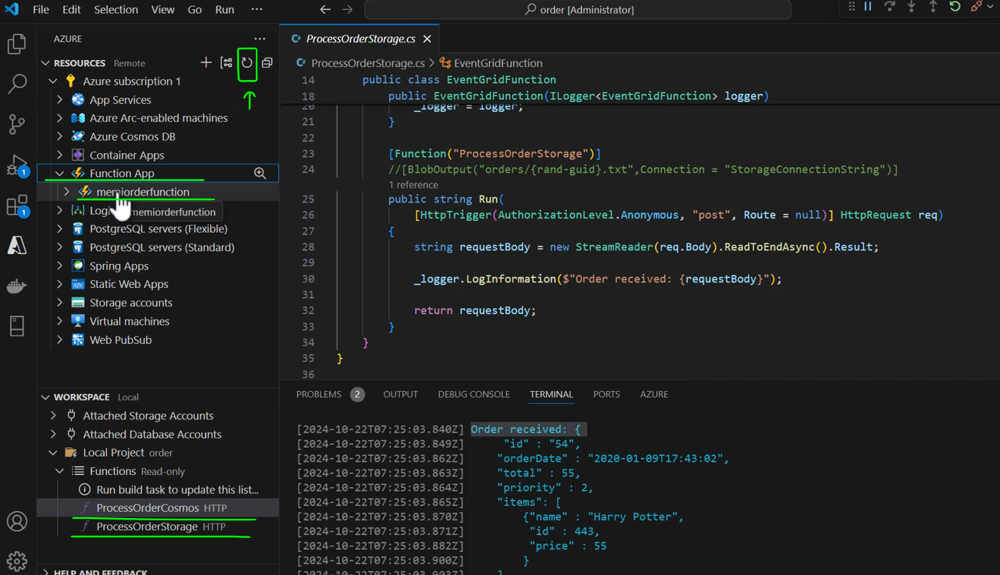 File Edit Selection View Go Run ··· order [Administrator]
AZURE ···
RESOURCES Remote
Azure subscription 1
App Services
Azure Arc-enabled machines
Azure Cosmos DB
Container Apps
Function App
memiorderfunction
Logi
memiorderfunction
PostgreSQL servers (Flexible)
PostgreSQL servers (Standard)
Spring Apps
Static Web Apps
Storage accounts
Virtual machines
Web PubSub
WORKSPACE Local
Attached Storage Accounts
Attached Database Accounts
Local Project order
Functions Read-only
Run build task to update this list...
ProcessOrderCosmos HTTP
ProcessOrderStorage HTTP
HELP AND FEEDBACK
1
1
ProcessOrderStorage.cs
ProcessOrderStorage.cs > EventGridFunction
14 public class EventGridFunction
18 public EventGridFunction(ILogger<EventGridFunction> logger)
20 _logger = logger;
21 }
22
23 [Function("ProcessOrderStorage")]
24 //[BlobOutput("orders/{rand-guid}.txt",Connection = "StorageConnectionString")]
1 reference
25 public string Run(
26 [HttpTrigger(AuthorizationLevel.Anonymous, "post", Route = null)] HttpRequest req)
27 {
28 string requestBody = new StreamReader(req.Body).ReadToEndAsync().Result;
29
30 _logger.LogInformation($"Order received: {requestBody}");
31
32 return requestBody;
33 }
34 }
35 }
36
PROBLEMS 2 OUTPUT DEBUG CONSOLE TERMINAL PORTS AZURE
[2024-10-22T07:25:03.840Z] Order received: {
[2024-10-22T07:25:03.849Z] "id" : "54",
[2024-10-22T07:25:03.862Z] "orderDate" : "2020-01-09T17:43:02",
[2024-10-22T07:25:03.863Z] "total" : 55,
[2024-10-22T07:25:03.864Z] "priority" : 2,
[2024-10-22T07:25:03.865Z] "items": [
[2024-10-22T07:25:03.870Z] {"name" : "Harry Potter",
[2024-10-22T07:25:03.871Z] "id" : 443,
[2024-10-22T07:25:03.882Z] "price" : 55
[2024-10-22T07:25:03.900Z] }
[2024-10-22T07:25:03.903Z] ]